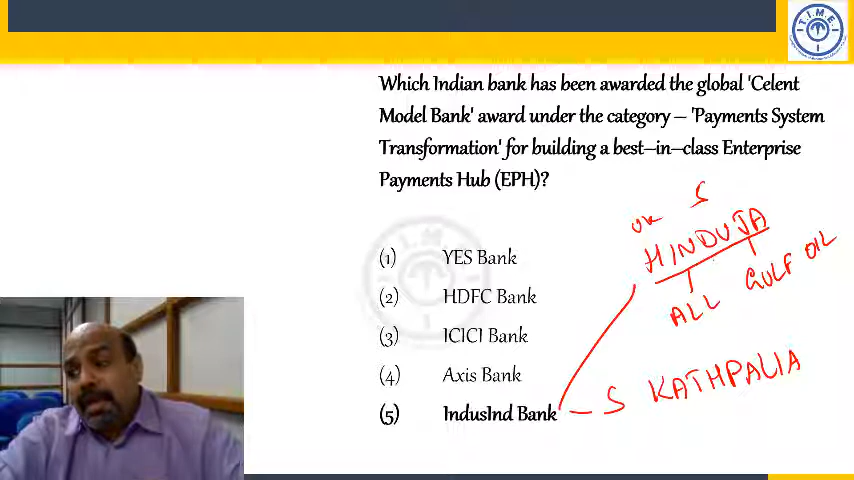 T.I.M.E.
Which Indian bank has been awarded the global 'Celent
Model Bank' award under the category – 'Payments System
Transformation' for building a best–in–class Enterprise
Payments Hub (EPH)?
(1) YES Bank
(2) HDFC Bank
(3) ICICI Bank
(4) Axis Bank
(5) IndusInd Bank
UK S
HINDUJA
ALL GULF OIL
S KATHPALIA